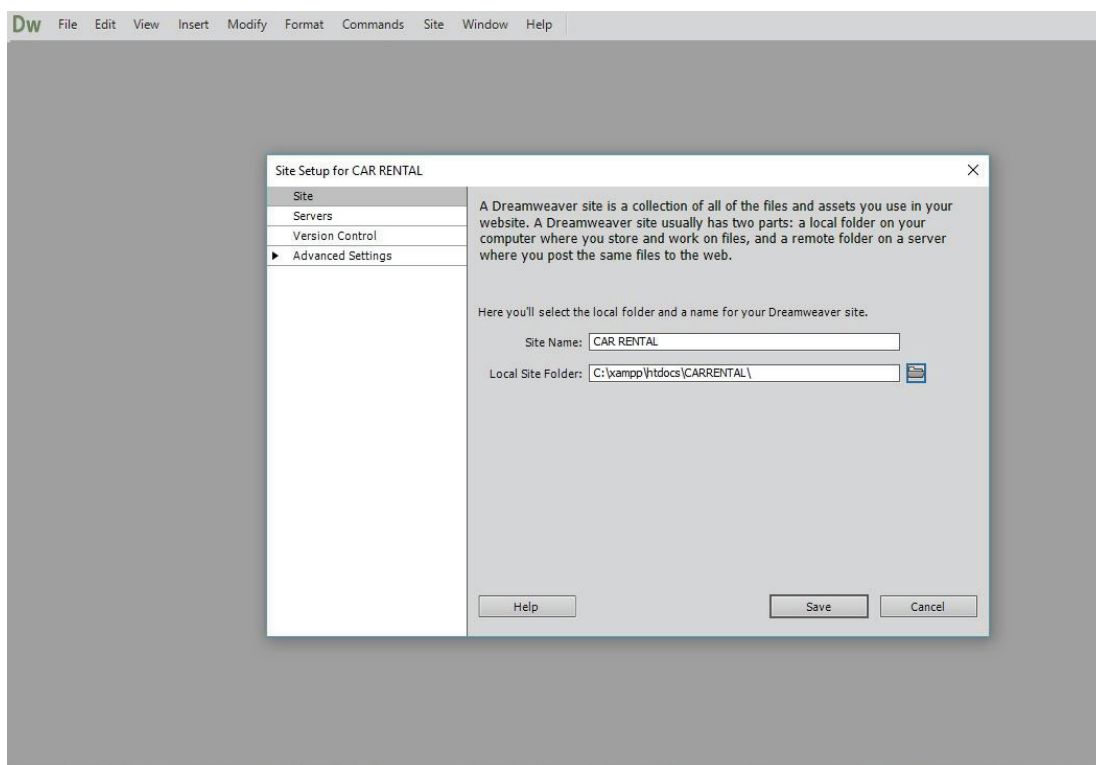 Dw File Edit View Insert Modify Format Commands Site Window Help
Site Setup for CAR RENTAL
Site
Servers
Version Control
Advanced Settings
A Dreamweaver site is a collection of all of the files and assets you use in your
website. A Dreamweaver site usually has two parts: a local folder on your
computer where you store and work on files, and a remote folder on a server
where you post the same files to the web.
Here you'll select the local folder and a name for your Dreamweaver site.
Site Name: CAR RENTAL
Local Site Folder: C:\xampp\htdocs\CARRENTAL\
Help Save Cancel